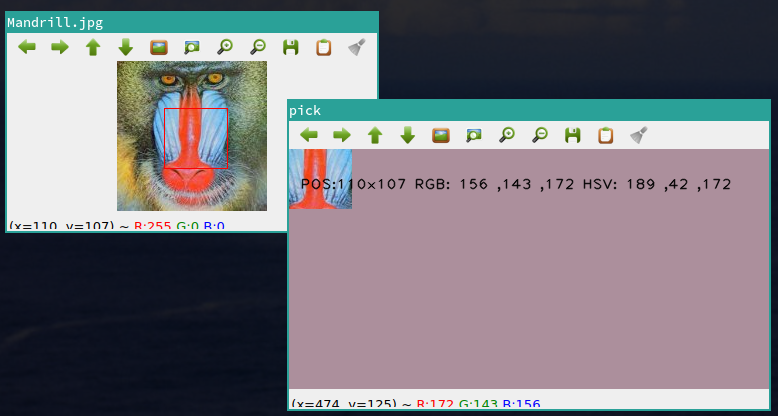 Mandrill.jpg
(x=110, y=107) ~ R:255 G:0 B:0
pick
POS:110x107 RGB: 156 ,143 ,172 HSV: 189 ,42 ,172
(x=474, y=125) ~ R:172 G:143 B:156